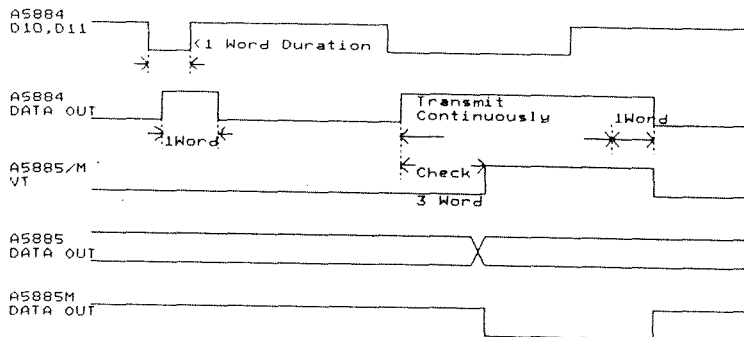 A5884
D10,D11
<1 Word Duration
A5884
DATA OUT
1Word
Transmit
Continuously
1Word
A5885/M
VT
Check
3 Word
A5885
DATA OUT
A5885M
DATA OUT